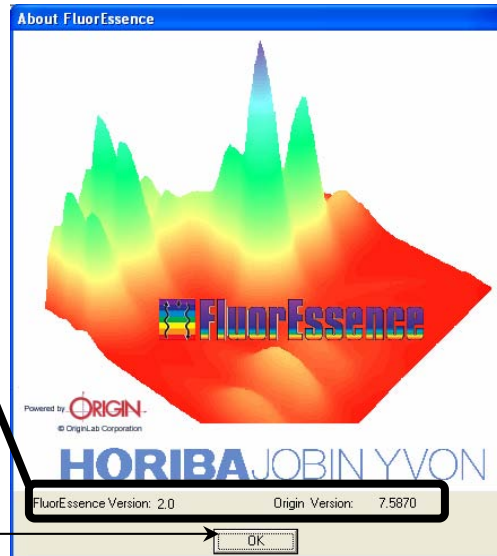 About FluorEssence
FluorEssence
Powered by ORIGIN
© OriginLab Corporation
HORIBA JOBIN YVON
FluorEssence Version: 2.0 Origin Version: 7.5870
OK